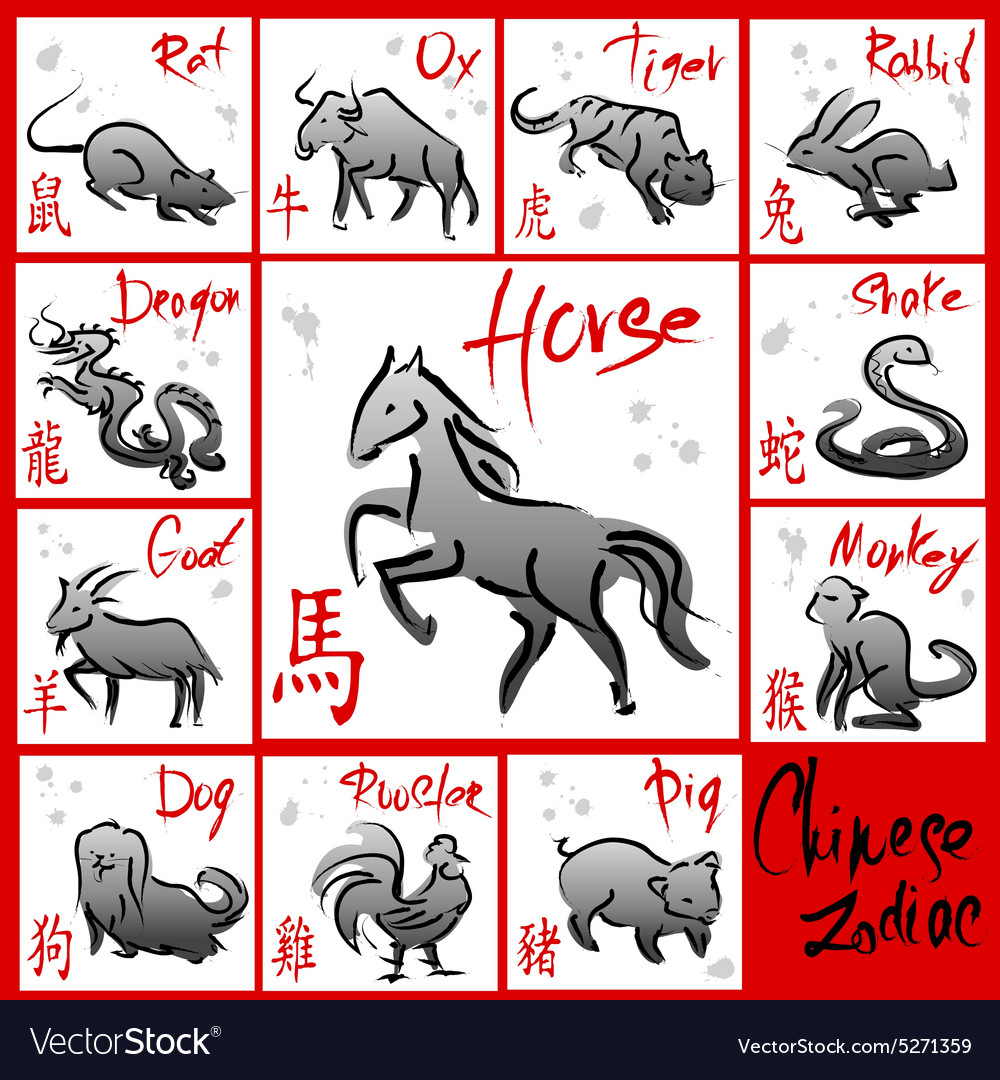 Rat
鼠
Ox
牛
Tiger
虎
Rabbit
兔
Dragon
龍
Horse
馬
Snake
蛇
Goat
羊
Monkey
猴
Dog
狗
Rooster
雞
Pig
豬
Chinese
Zodiac
VectorStock®
VectorStock.com/5271359